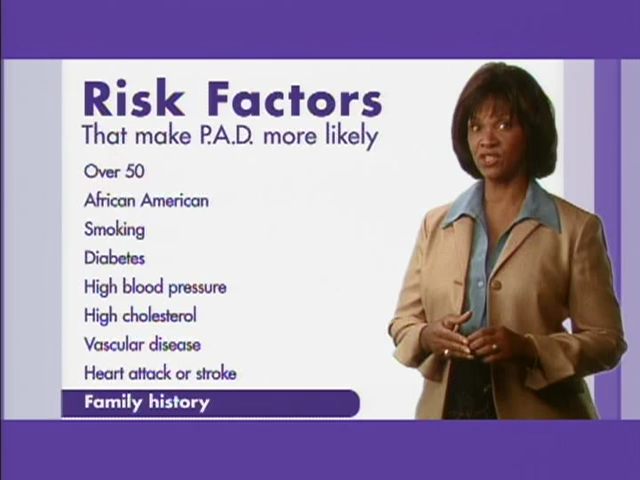 Risk Factors
That make P.A.D. more likely
Over 50
African American
Smoking
Diabetes
High blood pressure
High cholesterol
Vascular disease
Heart attack or stroke
Family history